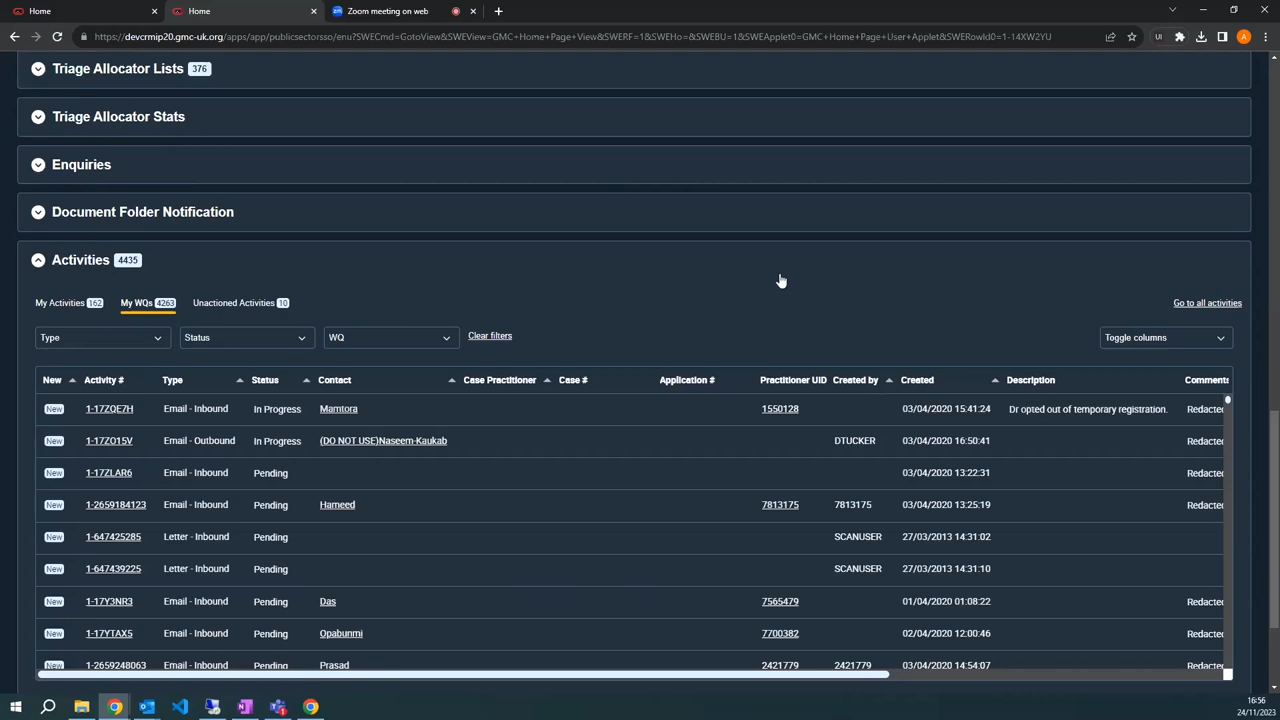 Home
Home
Zoom meeting on web
https://devcrmip20.gmc-uk.org/apps/app/publicsectorsso/enu?SWECmd=GotoView&SWEView=GMC+Home+Page+View&SWERF=1&SWEHo=&SWEBU=1&SWEApplet0=GMC+Home+Page+User+Applet&SWERowId0=1-14XW2YU
UI
A
Triage Allocator Lists 376
Triage Allocator Stats
Enquiries
Document Folder Notification
Activities 4435
My Activities 162 My WQs 4263 Unactioned Activities 10 Go to all activities
Type Status WQ Clear filters Toggle columns
New Activity # Type Status Contact Case Practitioner Case # Application # Practitioner UID Created by Created Description Comments
New 1-17ZQE7H Email - Inbound In Progress Mamtora 1550128 03/04/2020 15:41:24 Dr opted out of temporary registration. Redacted
New 1-17ZO15V Email - Outbound In Progress (DO NOT USE)Naseem-Kaukab DTUCKER 03/04/2020 16:50:41 Redacted
New 1-17ZLAR6 Email - Inbound Pending 03/04/2020 13:22:31 Redacted
New 1-2659184123 Email - Inbound Pending Hameed 7813175 7813175 03/04/2020 13:25:19 Redacted
New 1-647425285 Letter - Inbound Pending SCANUSER 27/03/2013 14:31:02
New 1-647439225 Letter - Inbound Pending SCANUSER 27/03/2013 14:31:10
New 1-17Y3NR3 Email - Inbound Pending Das 7565479 01/04/2020 01:08:22 Redacted
New 1-17YTAX5 Email - Inbound Pending Opabunmi 7700382 02/04/2020 12:00:46 Redacted
New 1-2659248063 Email - Inbound Pending Prasad 2421779 2421779 03/04/2020 14:54:07 Redacted
16:56
24/11/2023